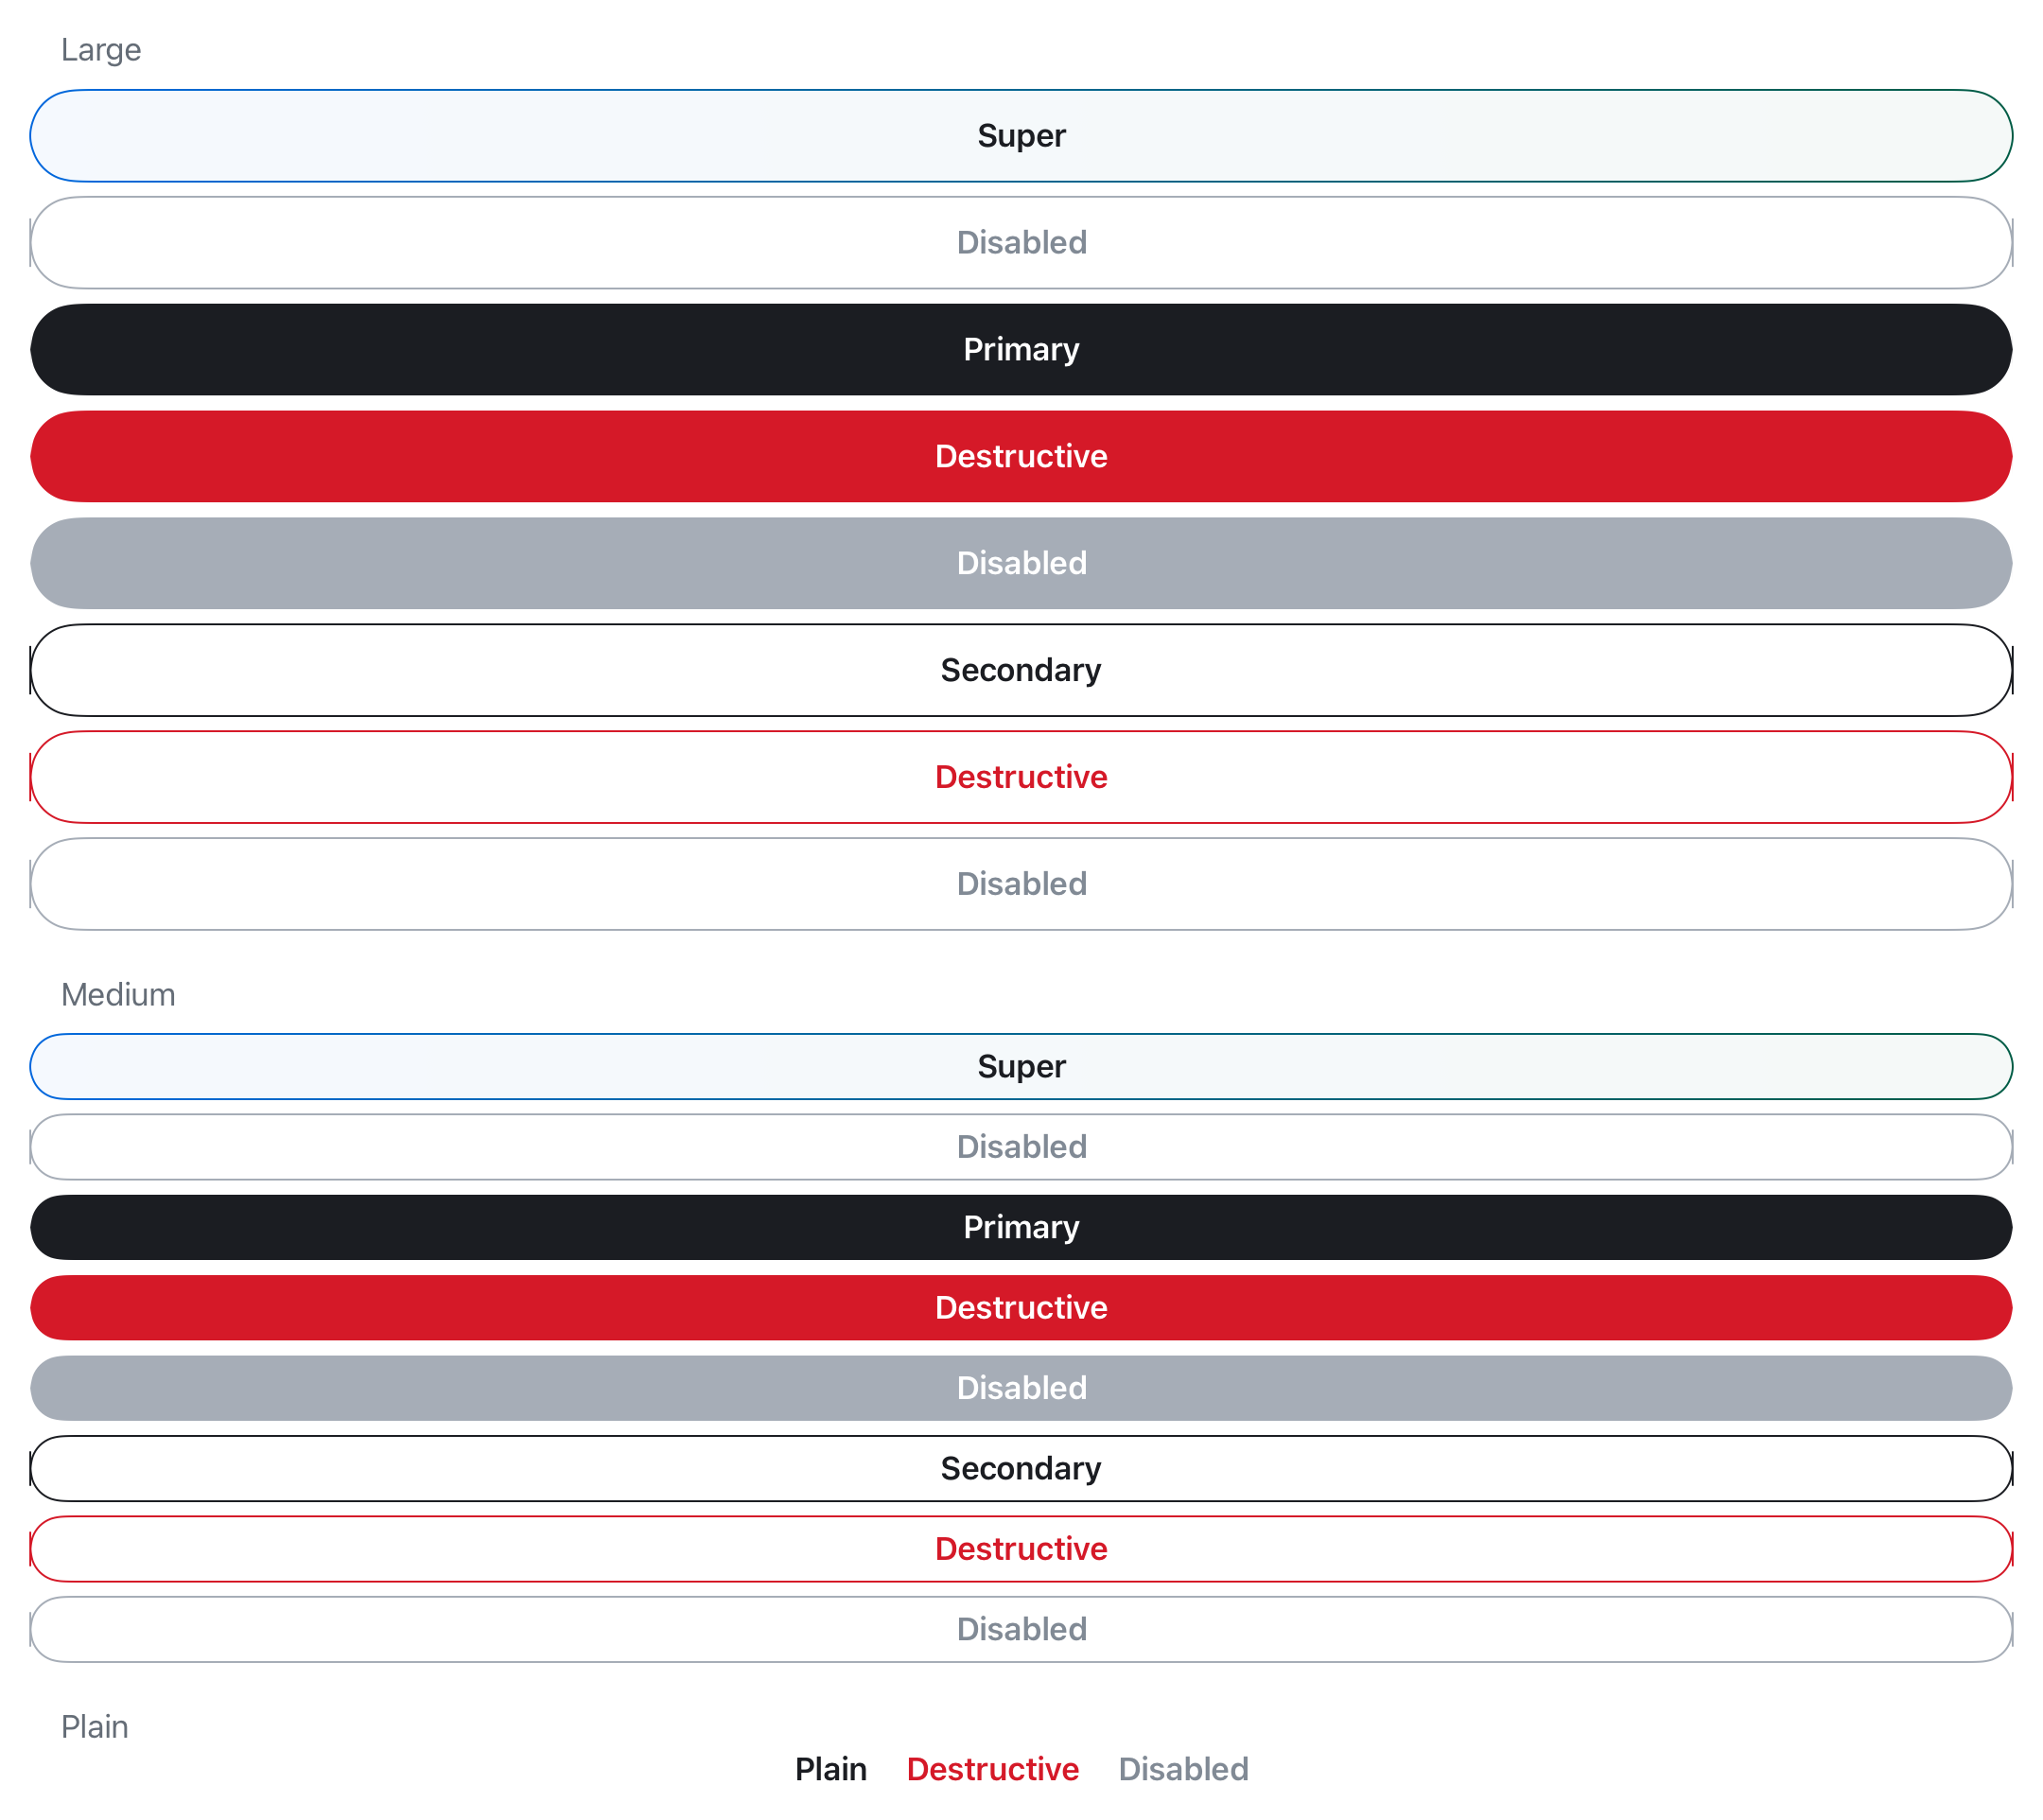 Large
Super
Disabled
Primary
Destructive
Disabled
Secondary
Destructive
Disabled
Medium
Super
Disabled
Primary
Destructive
Disabled
Secondary
Destructive
Disabled
Plain
Plain Destructive Disabled